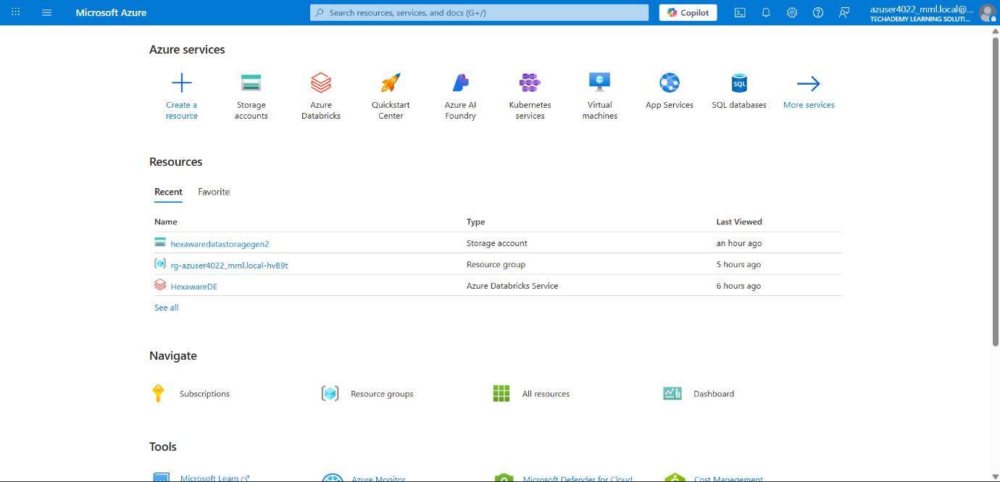 Microsoft Azure
Search resources, services, and docs (G+/)
Copilot
azuser4022_mml.local@...
TECHADEMY LEARNING SOLUTI...
Azure services
Create a
resource
Storage
accounts
Azure
Databricks
Quickstart
Center
Azure AI
Foundry
Kubernetes
services
Virtual
machines
App Services
SQL
SQL databases
More services
Resources
Recent Favorite
Name Type Last Viewed
hexawaredatastoragegen2 Storage account an hour ago
rg-azuser4022_mml.local-hvB9t Resource group 5 hours ago
HexawareDE Azure Databricks Service 6 hours ago
See all
Navigate
Subscriptions Resource groups All resources Dashboard
Tools
Microsoft Learn Azure Monitor Microsoft Defender for Cloud Cost Management